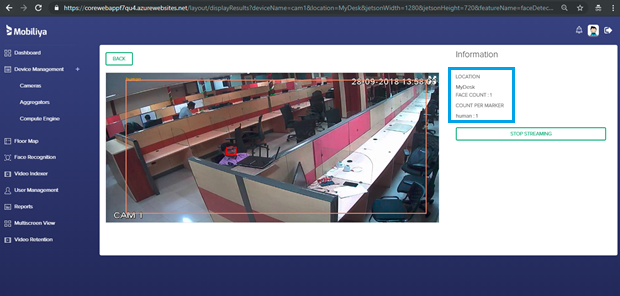 https://corewebappf7qu4.azurewebsites.net/layout/displayResults?deviceName=cam1&location=MyDesk&jetsonWidth=1280&jetsonHeight=720&featureName=faceDetec...
Mobiliya
Dashboard
Device Management +
Cameras
Aggregators
Compute Engine
Floor Map
Face Recognition
Video Indexer
User Management
Reports
Multiscreen View
Video Retention
BACK
human
28-09-2018 13:58
CAM 1
Information
LOCATION
MyDesk
FACE COUNT : 1
COUNT PER MARKER
human : 1
STOP STREAMING